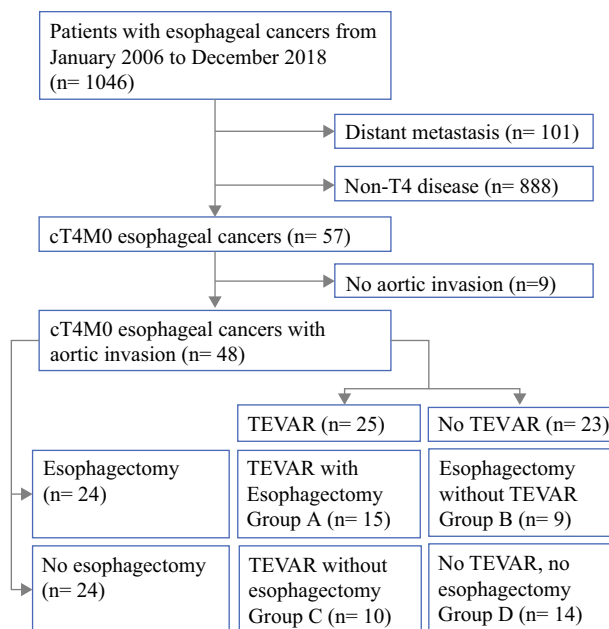 Patients with esophageal cancers from
January 2006 to December 2018
(n= 1046)
Distant metastasis (n= 101)
Non-T4 disease (n= 888)
cT4M0 esophageal cancers (n= 57)
No aortic invasion (n=9)
cT4M0 esophageal cancers with
aortic invasion (n= 48)
TEVAR (n= 25)
No TEVAR (n= 23)
Esophagectomy
(n= 24)
TEVAR with
Esophagectomy
Group A (n= 15)
Esophagectomy
without TEVAR
Group B (n= 9)
No esophagectomy
(n= 24)
TEVAR without
esophagectomy
Group C (n= 10)
No TEVAR, no
esophagectomy
Group D (n= 14)